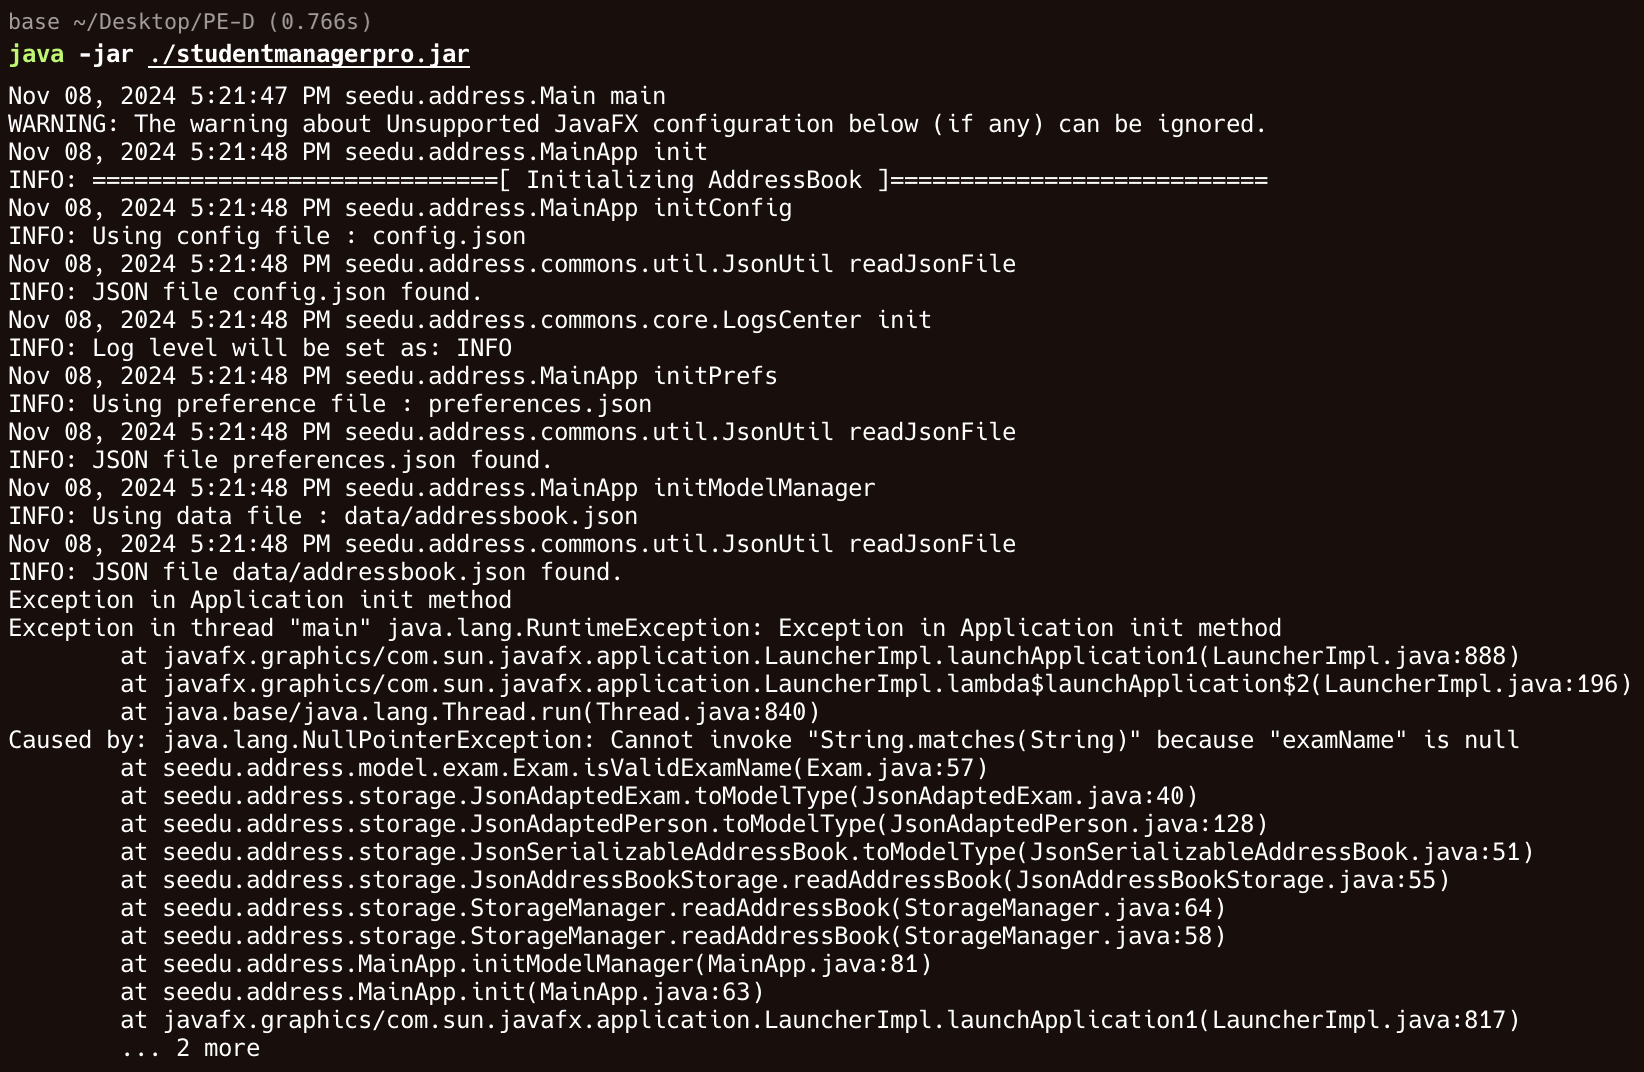 base ~/Desktop/PE-D (0.766s)
java -jar ./studentmanagerpro.jar
Nov 08, 2024 5:21:47 PM seedu.address.Main main
WARNING: The warning about Unsupported JavaFX configuration below (if any) can be ignored.
Nov 08, 2024 5:21:48 PM seedu.address.MainApp init
INFO: =============================[ Initializing AddressBook ]===========================
Nov 08, 2024 5:21:48 PM seedu.address.MainApp initConfig
INFO: Using config file : config.json
Nov 08, 2024 5:21:48 PM seedu.address.commons.util.JsonUtil readJsonFile
INFO: JSON file config.json found.
Nov 08, 2024 5:21:48 PM seedu.address.commons.core.LogsCenter init
INFO: Log level will be set as: INFO
Nov 08, 2024 5:21:48 PM seedu.address.MainApp initPrefs
INFO: Using preference file : preferences.json
Nov 08, 2024 5:21:48 PM seedu.address.commons.util.JsonUtil readJsonFile
INFO: JSON file preferences.json found.
Nov 08, 2024 5:21:48 PM seedu.address.MainApp initModelManager
INFO: Using data file : data/addressbook.json
Nov 08, 2024 5:21:48 PM seedu.address.commons.util.JsonUtil readJsonFile
INFO: JSON file data/addressbook.json found.
Exception in Application init method
Exception in thread "main" java.lang.RuntimeException: Exception in Application init method
        at javafx.graphics/com.sun.javafx.application.LauncherImpl.launchApplication1(LauncherImpl.java:888)
        at javafx.graphics/com.sun.javafx.application.LauncherImpl.lambda$launchApplication$2(LauncherImpl.java:196)
        at java.base/java.lang.Thread.run(Thread.java:840)
Caused by: java.lang.NullPointerException: Cannot invoke "String.matches(String)" because "examName" is null
        at seedu.address.model.exam.Exam.isValidExamName(Exam.java:57)
        at seedu.address.storage.JsonAdaptedExam.toModelType(JsonAdaptedExam.java:40)
        at seedu.address.storage.JsonAdaptedPerson.toModelType(JsonAdaptedPerson.java:128)
        at seedu.address.storage.JsonSerializableAddressBook.toModelType(JsonSerializableAddressBook.java:51)
        at seedu.address.storage.JsonAddressBookStorage.readAddressBook(JsonAddressBookStorage.java:55)
        at seedu.address.storage.StorageManager.readAddressBook(StorageManager.java:64)
        at seedu.address.storage.StorageManager.readAddressBook(StorageManager.java:58)
        at seedu.address.MainApp.initModelManager(MainApp.java:81)
        at seedu.address.MainApp.init(MainApp.java:63)
        at javafx.graphics/com.sun.javafx.application.LauncherImpl.launchApplication1(LauncherImpl.java:817)
        ... 2 more